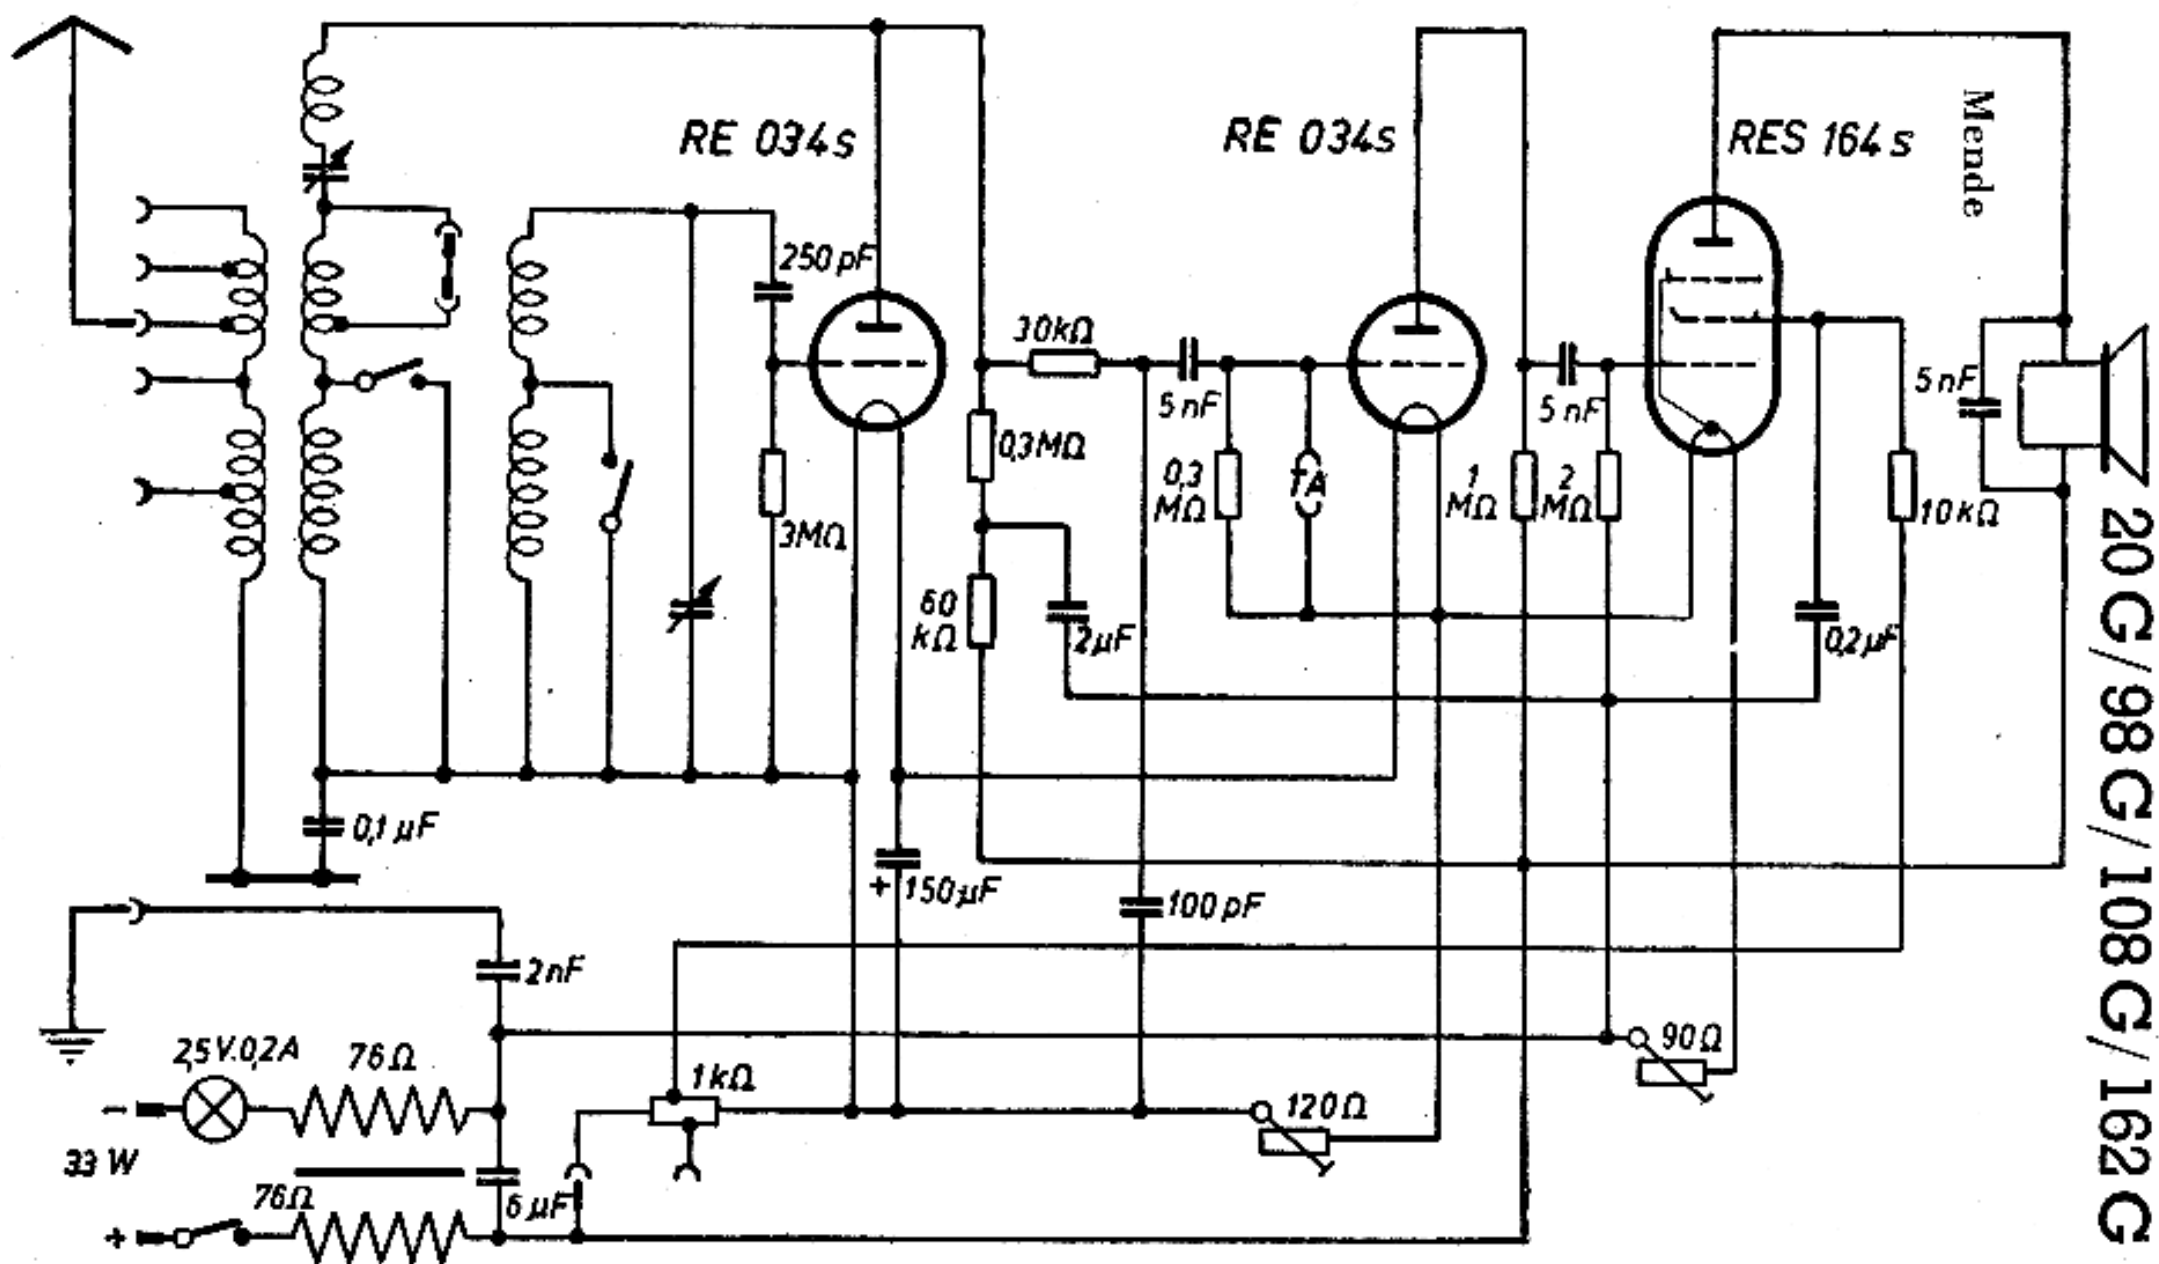 RE 034s
RE 034s
RES 164s
Mende
250 pF
30kΩ
5 nF
5 nF
5 nF
0,3MΩ
0,3
MΩ
TA
1
MΩ
2
MΩ
10kΩ
3MΩ
60
kΩ
2µF
0,2µF
0,1 µF
+ 150µF
100 pF
2nF
2,5V.0,2A
76Ω
1kΩ
90Ω
120Ω
-
33 W
76Ω
6 µF
+
20 G/98 G/108 G/162 G